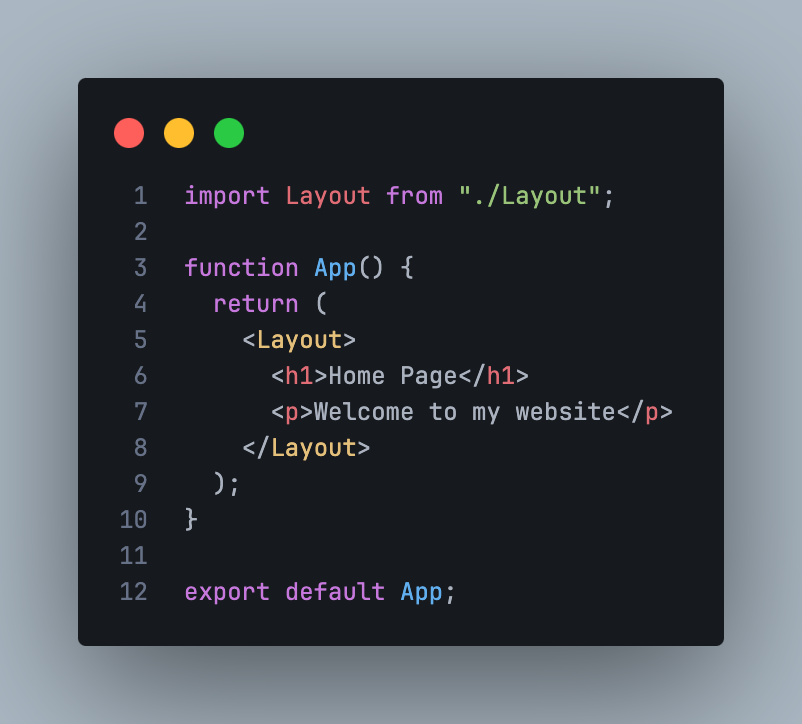 1 import Layout from "./Layout";
2
3 function App() {
4   return (
5     <Layout>
6       <h1>Home Page</h1>
7       <p>Welcome to my website</p>
8     </Layout>
9   );
10 }
11
12 export default App;